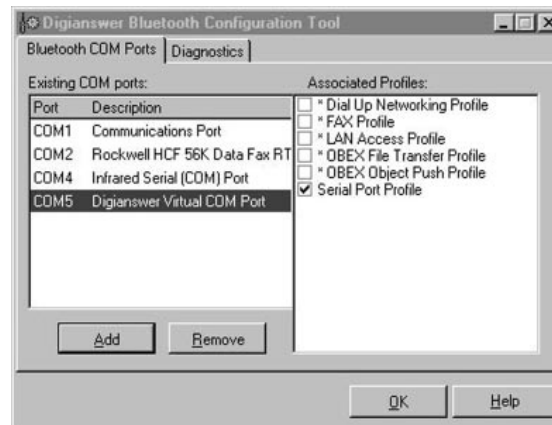 Digianswer Bluetooth Configuration Tool
Bluetooth COM Ports Diagnostics
Existing COM ports:
Port Description
COM1 Communications Port
COM2 Rockwell HCF 56K Data Fax RT
COM4 Infrared Serial (COM) Port
COM5 Digianswer Virtual COM Port
Add Remove
Associated Profiles:
* Dial Up Networking Profile
* FAX Profile
* LAN Access Profile
* OBEX File Transfer Profile
* OBEX Object Push Profile
Serial Port Profile
OK Help